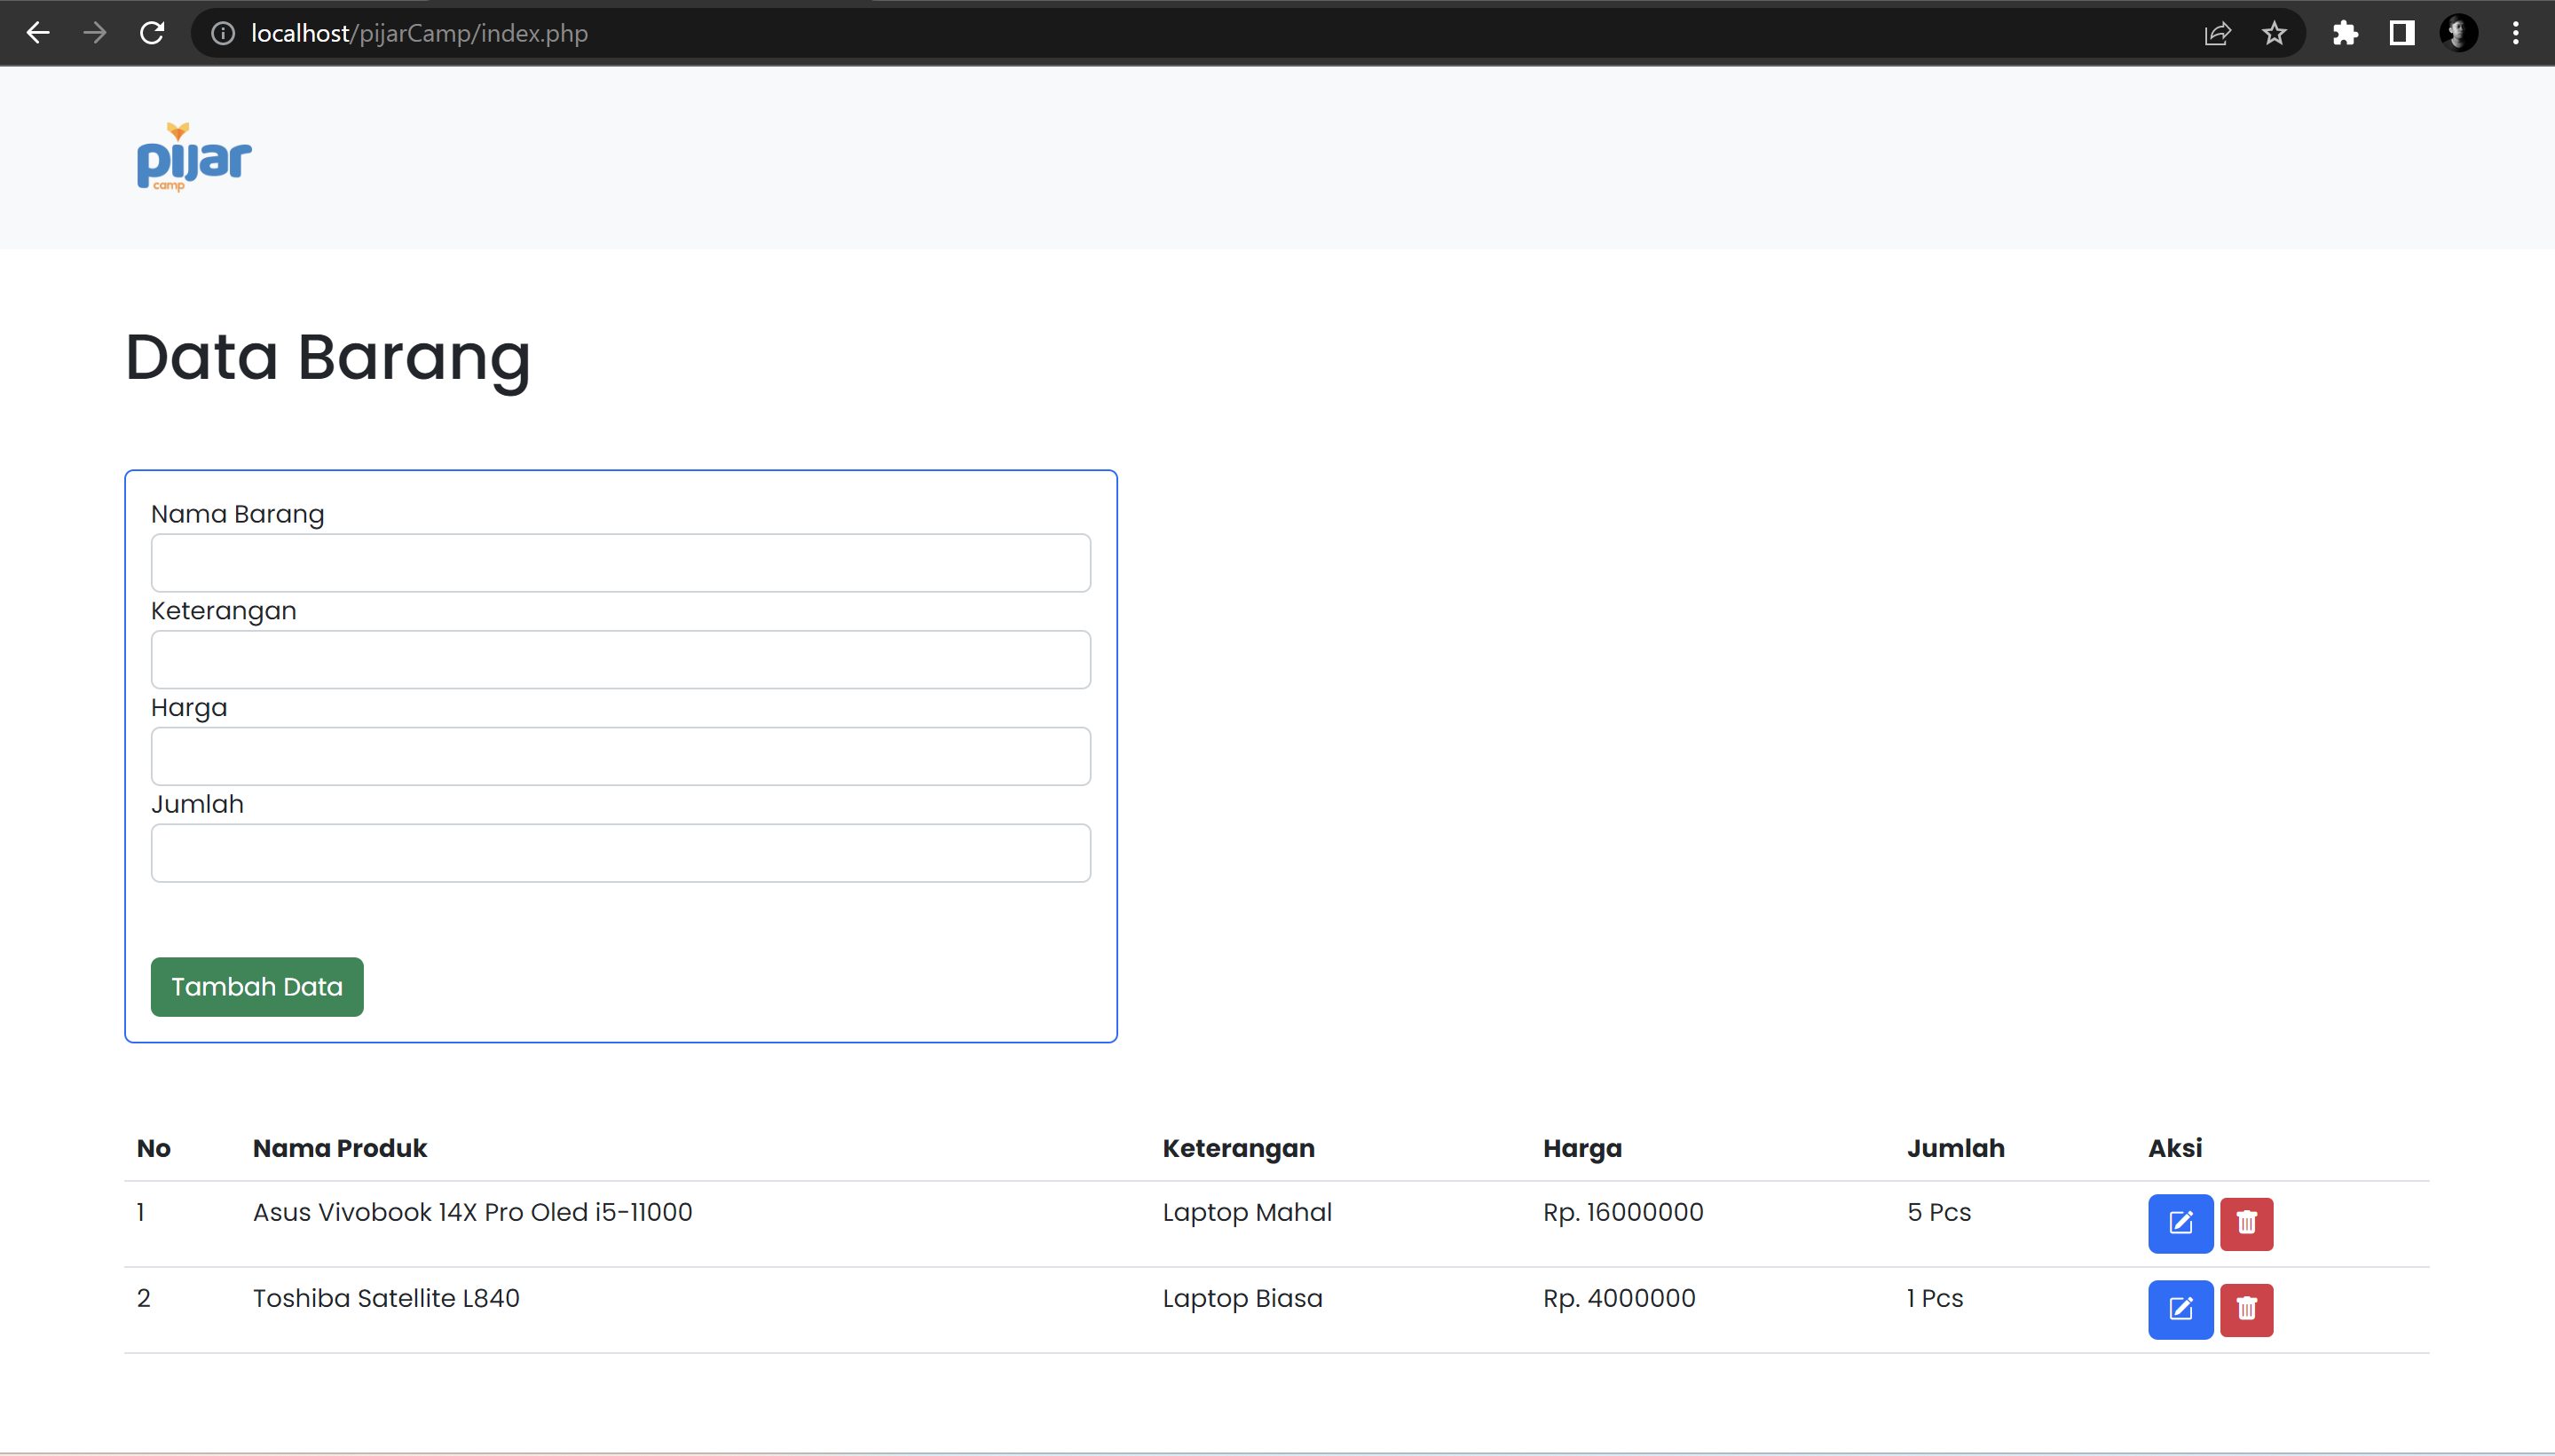 localhost/pijarCamp/index.php
pijar
camp
Data Barang
Nama Barang
Keterangan
Harga
Jumlah
Tambah Data
No Nama Produk Keterangan Harga Jumlah Aksi
1 Asus Vivobook 14X Pro Oled i5-11000 Laptop Mahal Rp. 16000000 5 Pcs
2 Toshiba Satellite L840 Laptop Biasa Rp. 4000000 1 Pcs